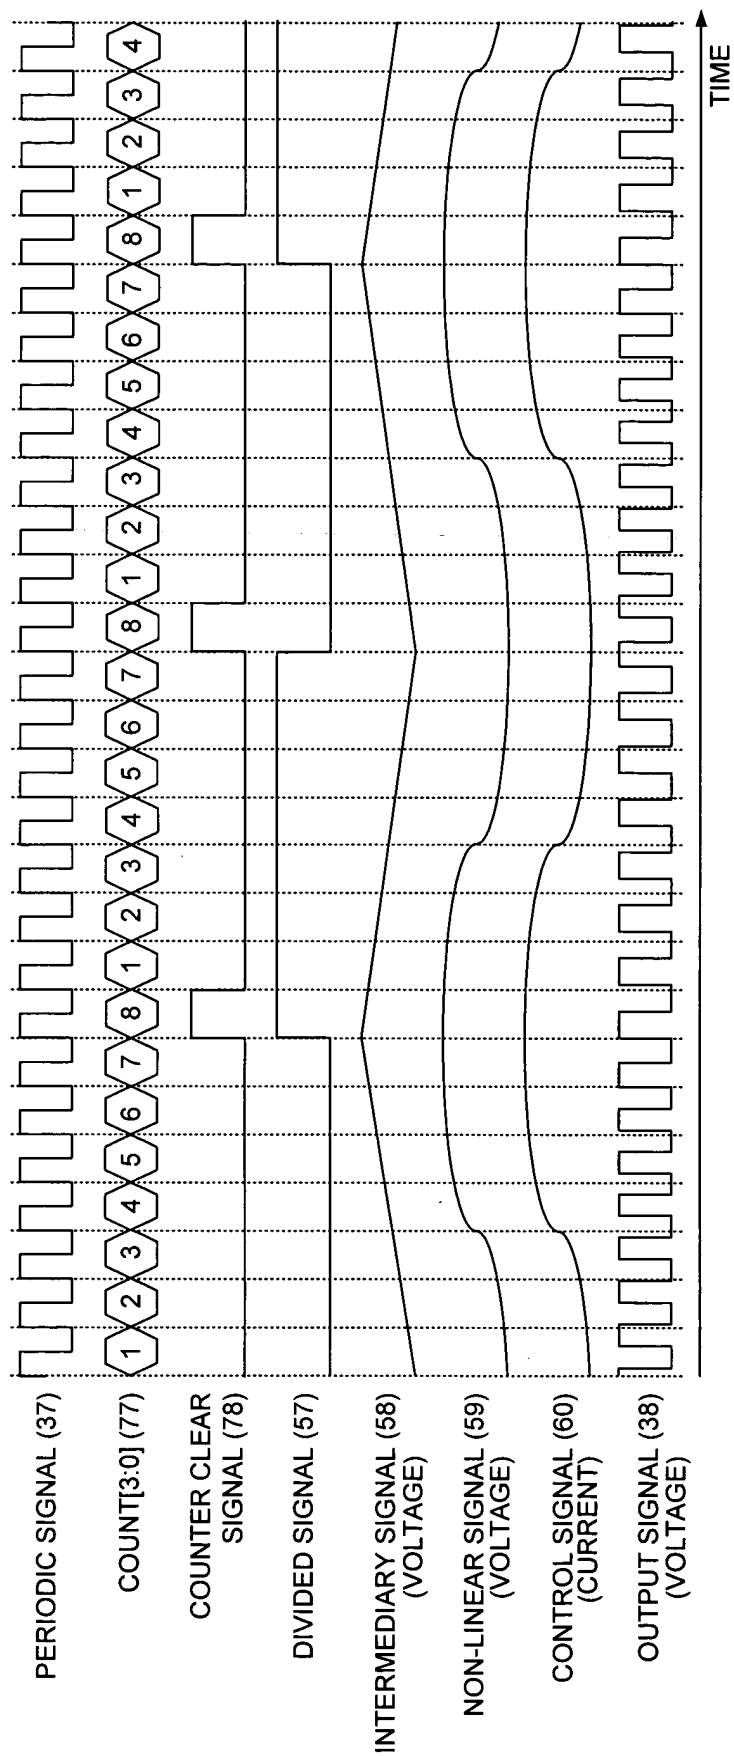 PERIODIC SIGNAL (37)
COUNT[3:0] (77)
1 2 3 4 5 6 7 8 1 2 3 4 5 6 7 8 1 2 3 4 5 6 7 8 1 2 3 4
COUNTER CLEAR
SIGNAL (78)
DIVIDED SIGNAL (57)
INTERMEDIARY SIGNAL (58)
(VOLTAGE)
NON-LINEAR SIGNAL (59)
(VOLTAGE)
CONTROL SIGNAL (60)
(CURRENT)
OUTPUT SIGNAL (38)
(VOLTAGE)
TIME